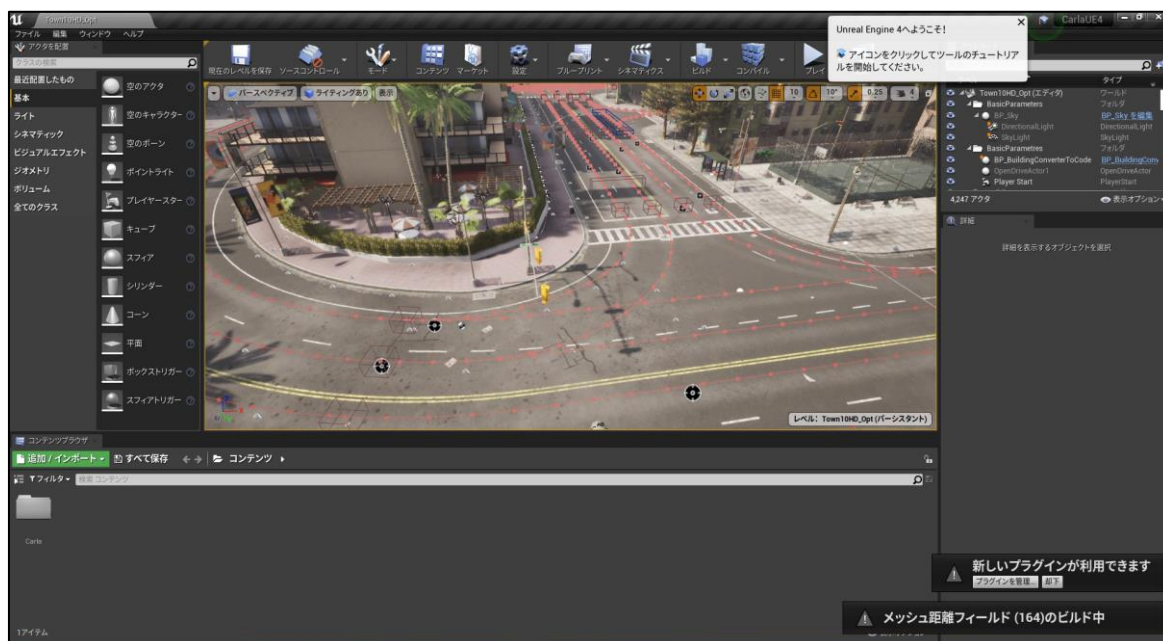 Town10HD_Opt
CarlaUE4
ファイル 編集 ウィンドウ ヘルプ
アクタを配置
クラスの検索
最近配置したもの
基本
ライト
シネマティック
ビジュアルエフェクト
ジオメトリ
ボリューム
全てのクラス
空のアクタ
空のキャラクター
空のポーン
ポイントライト
プレイヤースター
キューブ
スフィア
シリンダー
コーン
平面
ボックストリガー
スフィアトリガー
現在のレベルを保存 ソースコントロール モード コンテンツ マーケット 設定 ブループリント シネマティクス ビルド コンパイル プレイ
パースペクティブ ライティングあり 表示
10 10° 0.25 4
レベル: Town10HD_Opt (パーシスタント)
Unreal Engine 4へようこそ!
アイコンをクリックしてツールのチュートリア
ルを開始してください。
タイプ
Town10HD_Opt (エディタ) ワールド
BasicParameters フォルダ
BP_Sky BP_Sky を編集
DirectionalLight DirectionalLight
SkyLight SkyLight
BasicParametres フォルダ
BP_BuildingConverterToCode BP_BuildingConv
OpenDriveActor1 OpenDriveActor
Player Start PlayerStart
4,247 アクタ 表示オプション
詳細
詳細を表示するオブジェクトを選択
コンテンツブラウザ
追加 / インポート すべて保存 コンテンツ
フィルタ 検索 コンテンツ
Carla
1アイテム
新しいプラグインが利用できます
プラグインを管理... 却下
メッシュ距離フィールド (164)のビルド中